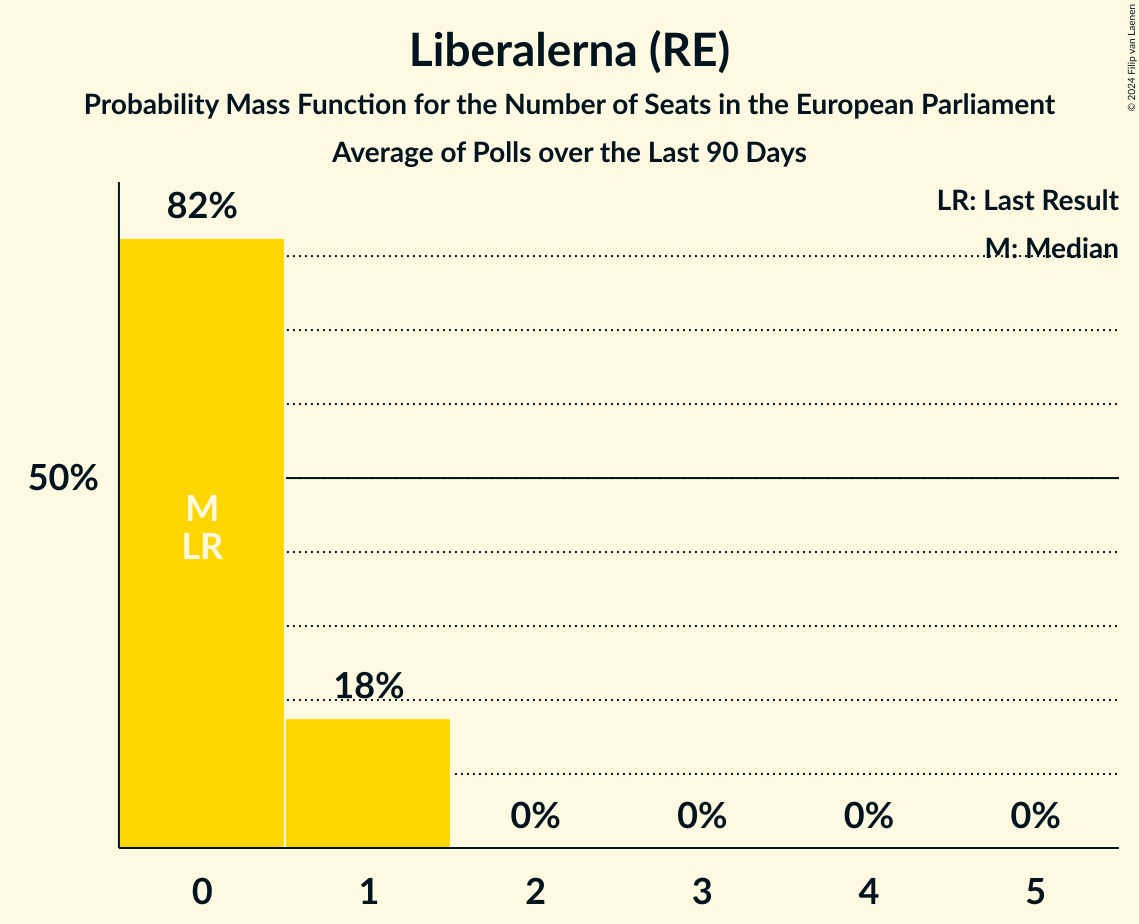 Liberalerna (RE)
Probability Mass Function for the Number of Seats in the European Parliament
Average of Polls over the Last 90 Days
© 2024 Filip van Laenen
LR: Last Result
M: Median
82%
50%
M
LR
18%
0% 0% 0% 0%
0 1 2 3 4 5